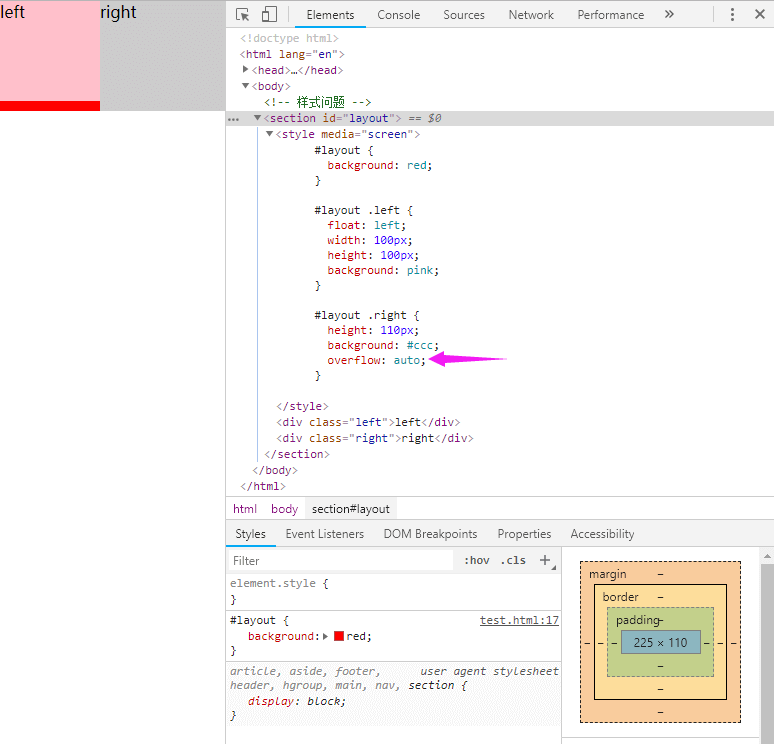 left right
Elements Console Sources Network Performance »
<!doctype html>
<html lang="en">
<head>…</head>
<body>
<!-- 样式问题 -->
… <section id="layout"> == $0
<style media="screen">
#layout {
background: red;
}
#layout .left {
float: left;
width: 100px;
height: 100px;
background: pink;
}
#layout .right {
height: 110px;
background: #ccc;
overflow: auto;
}
</style>
<div class="left">left</div>
<div class="right">right</div>
</section>
</body>
</html>
html body section#layout
Styles Event Listeners DOM Breakpoints Properties Accessibility
Filter :hov .cls +
element.style {
}
#layout { test.html:17
background: red;
}
article, aside, footer, user agent stylesheet
header, hgroup, main, nav, section {
display: block;
}
margin –
border –
padding –
– – – 225 × 110 – – –
–
–
–